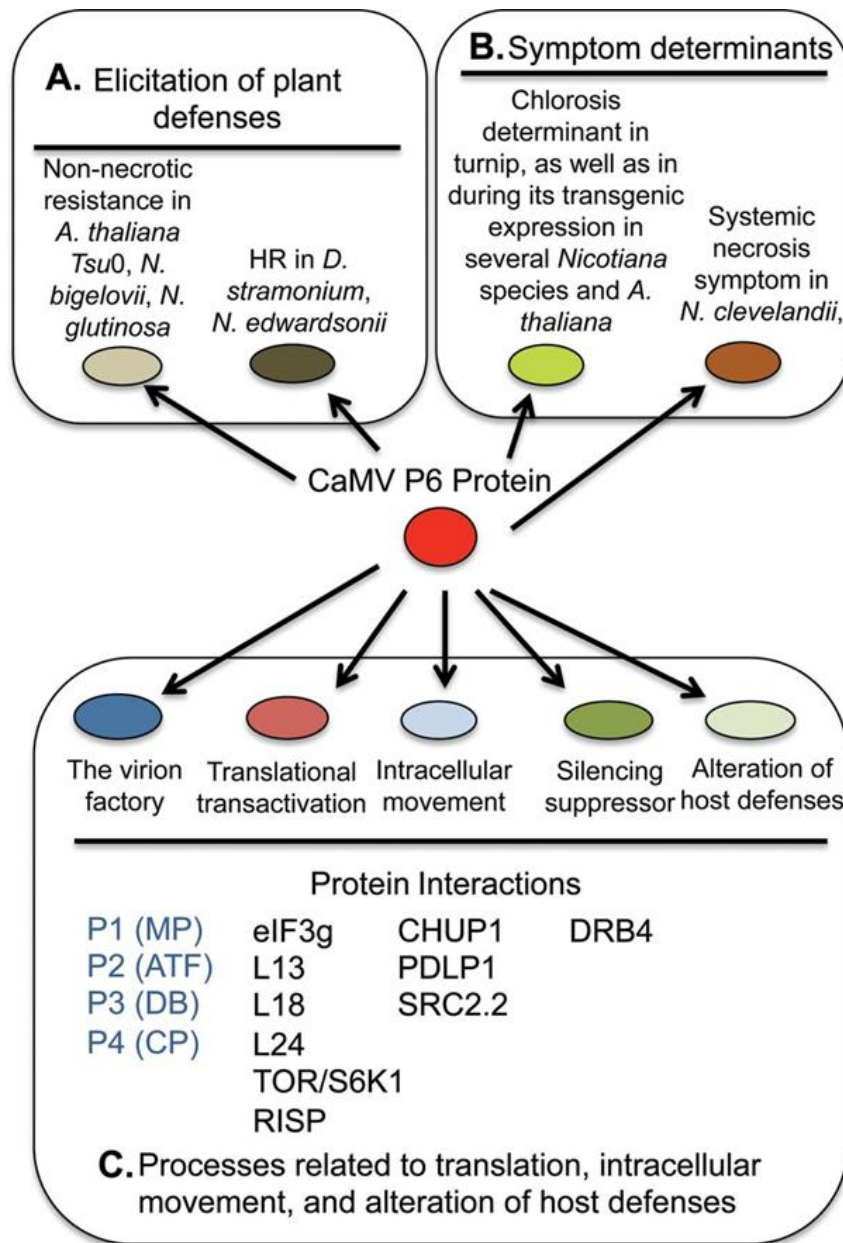 A. Elicitation of plant
defenses
Non-necrotic
resistance in
A. thaliana
Tsu0, N.
bigelovii, N.
glutinosa
HR in D.
stramonium,
N. edwardsonii
B. Symptom determinants
Chlorosis
determinant in
turnip, as well as in
during its transgenic
expression in
several Nicotiana
species and A.
thaliana
Systemic
necrosis
symptom in
N. clevelandii,
CaMV P6 Protein
The virion
factory
Translational
transactivation
Intracellular
movement
Silencing
suppressor
Alteration of
host defenses
Protein Interactions
P1 (MP)
P2 (ATF)
P3 (DB)
P4 (CP)
eIF3g
L13
L18
L24
TOR/S6K1
RISP
CHUP1
PDLP1
SRC2.2
DRB4
C. Processes related to translation, intracellular
movement, and alteration of host defenses